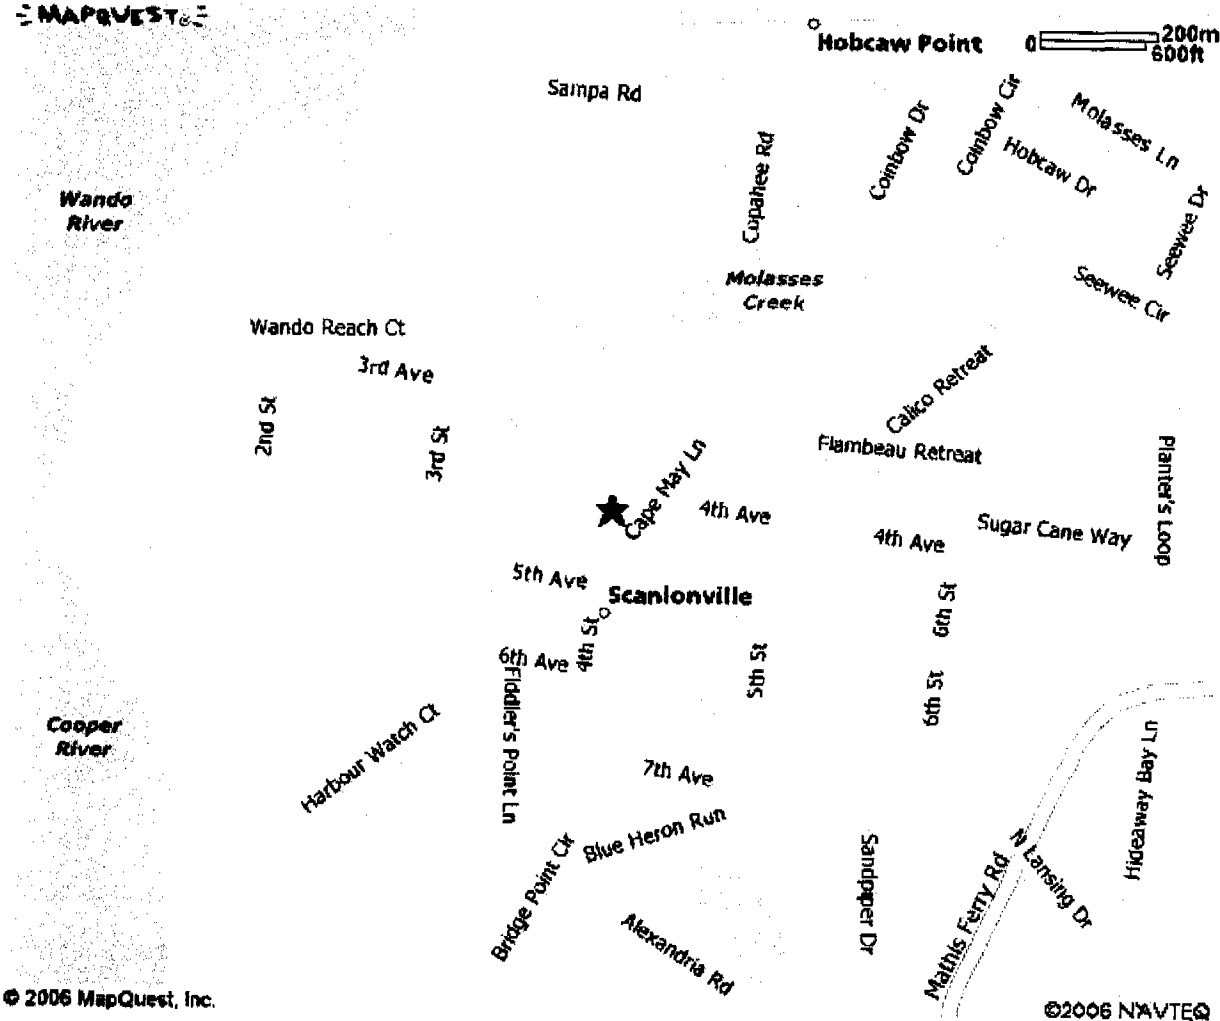 MAPQUEST
Hobcaw Point
0
200m
600ft
Sampa Rd
Copahee Rd
Coinbow Dr
Coinbow Cir
Hobcaw Dr
Molasses Ln
Seewee Dr
Seewee Cir
Wando
River
Molasses
Creek
Wando Reach Ct
3rd Ave
2nd St
3rd St
Calico Retreat
Flambeau Retreat
Planter's Loop
Cape May Ln
4th Ave
4th Ave
Sugar Cane Way
5th Ave
Scanlonville
4th St
6th Ave
6th St
5th St
6th St
Fiddler's Point Ln
Cooper
River
Harbour Watch Ct
7th Ave
Blue Heron Run
Bridge Point Cir
Alexandria Rd
Sandpiper Dr
Mathis Ferry Rd
N Lansing Dr
Hideaway Bay Ln
© 2006 MapQuest, Inc.
©2006 NAVTEQ